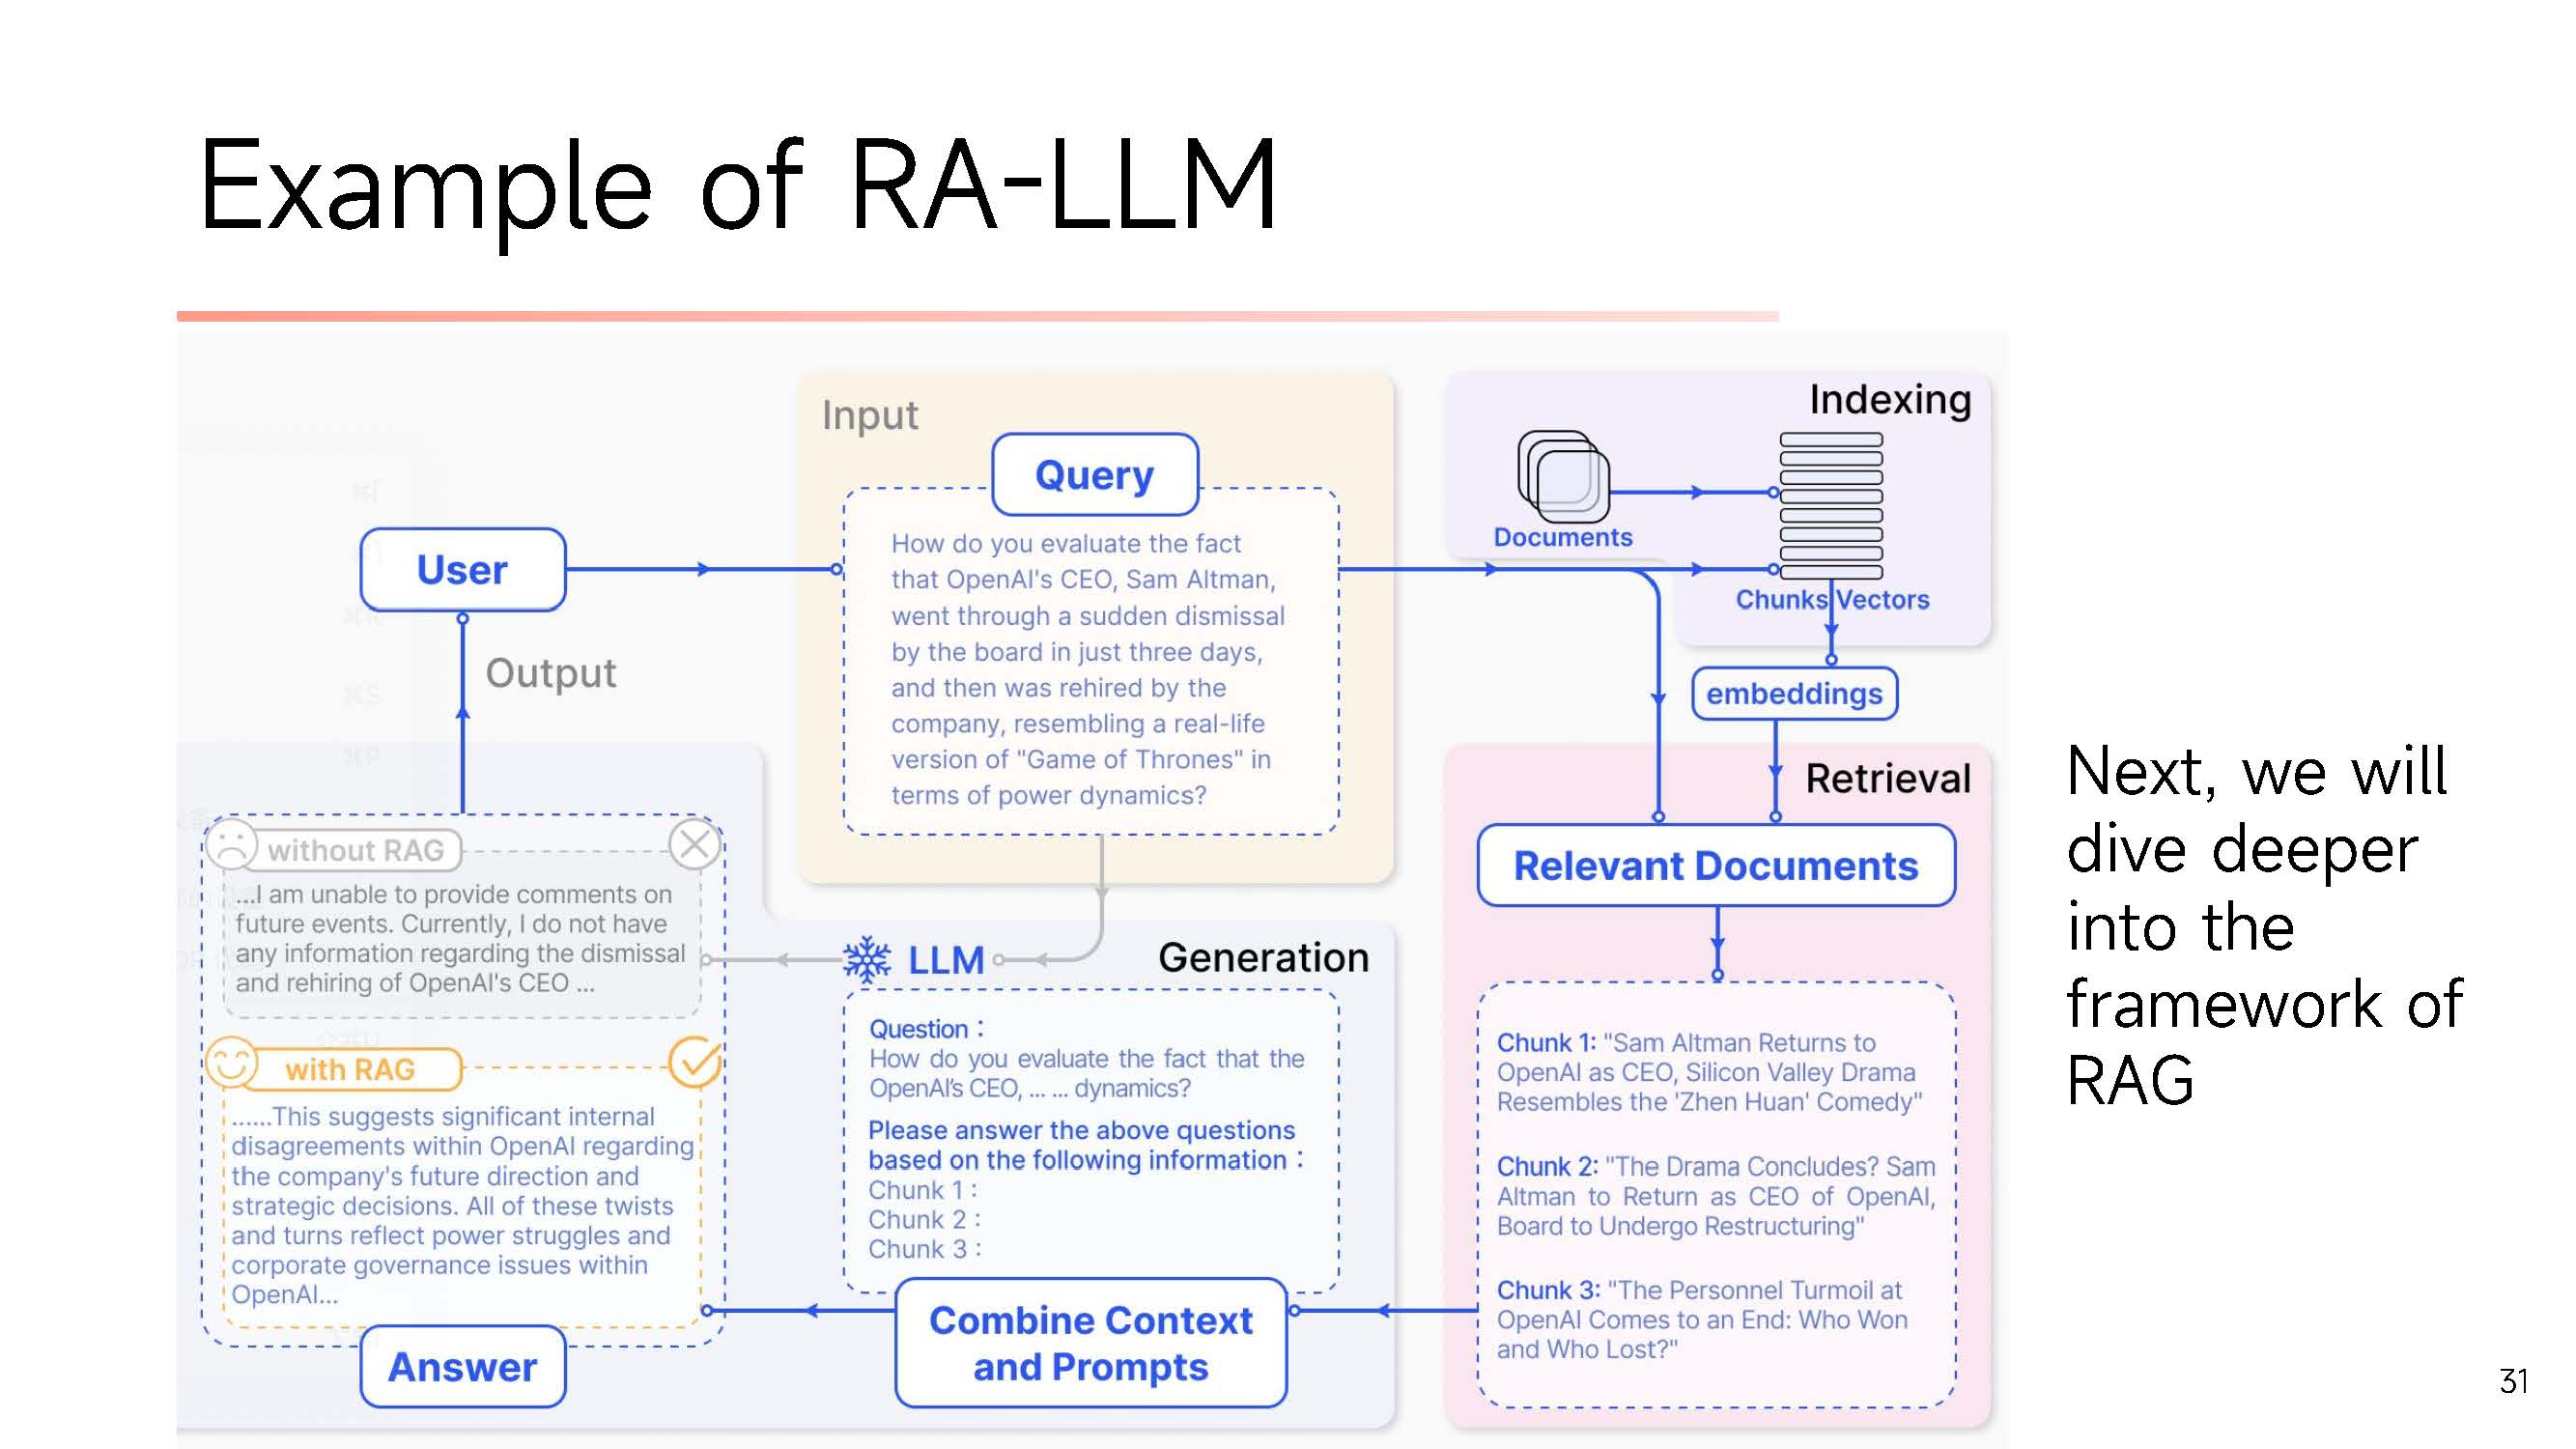 Example of RA-LLM
Input
Query
How do you evaluate the fact
that OpenAI's CEO, Sam Altman,
went through a sudden dismissal
by the board in just three days,
and then was rehired by the
company, resembling a real-life
version of "Game of Thrones" in
terms of power dynamics?
Indexing
Documents
Chunks Vectors
embeddings
User
Output
Retrieval
Relevant Documents
Chunk 1: "Sam Altman Returns to
OpenAI as CEO, Silicon Valley Drama
Resembles the 'Zhen Huan' Comedy"
Chunk 2: "The Drama Concludes? Sam
Altman to Return as CEO of OpenAI,
Board to Undergo Restructuring"
Chunk 3: "The Personnel Turmoil at
OpenAI Comes to an End: Who Won
and Who Lost?"
without RAG
...I am unable to provide comments on
future events. Currently, I do not have
any information regarding the dismissal
and rehiring of OpenAI's CEO ...
with RAG
......This suggests significant internal
disagreements within OpenAI regarding
the company's future direction and
strategic decisions. All of these twists
and turns reflect power struggles and
corporate governance issues within
OpenAI...
Answer
LLM
Generation
Question :
How do you evaluate the fact that the
OpenAI's CEO, ... ... dynamics?
Please answer the above questions
based on the following information :
Chunk 1 :
Chunk 2 :
Chunk 3 :
Combine Context
and Prompts
Next, we will
dive deeper
into the
framework of
RAG
31